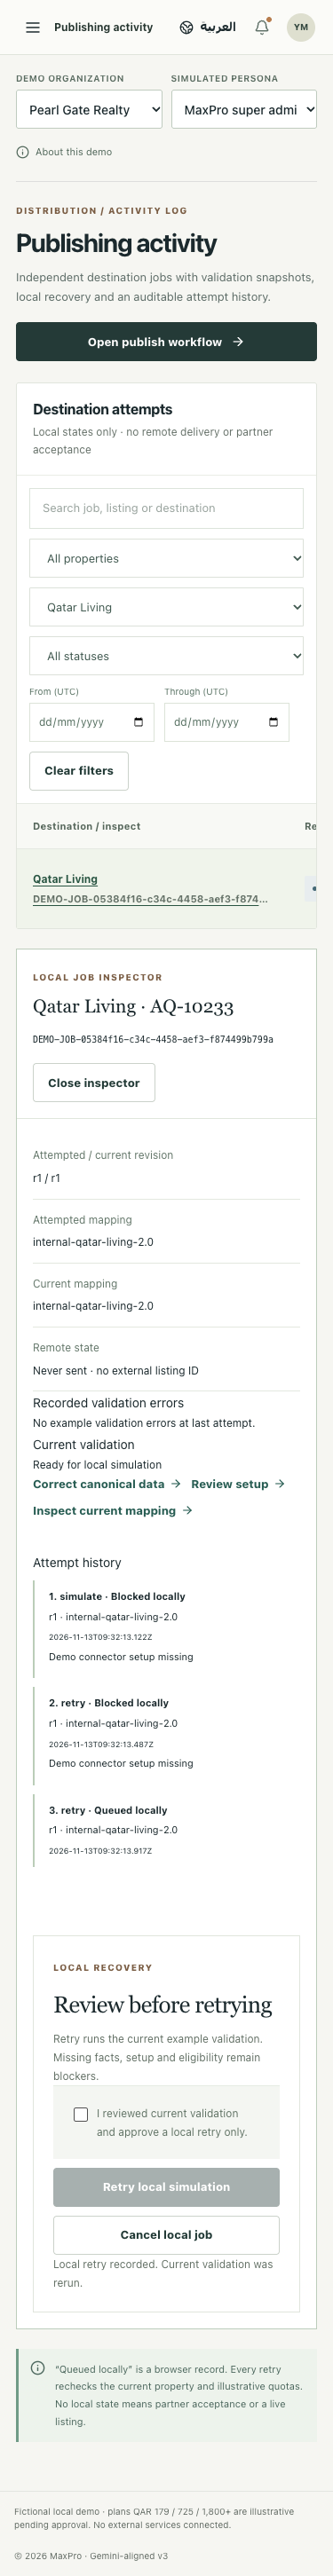 Publishing activity
العربية
YM
DEMO ORGANIZATION
SIMULATED PERSONA
Pearl Gate Realty
MaxPro super admi
About this demo
DISTRIBUTION / ACTIVITY LOG
Publishing activity
Independent destination jobs with validation snapshots,
local recovery and an auditable attempt history.
Open publish workflow →
Destination attempts
Local states only · no remote delivery or partner
acceptance
Search job, listing or destination
All properties
Qatar Living
All statuses
From (UTC)
Through (UTC)
dd/mm/yyyy
dd/mm/yyyy
Clear filters
Destination / inspect
Re
Qatar Living
DEMO-JOB-05384f16-c34c-4458-aef3-f874...
LOCAL JOB INSPECTOR
Qatar Living · AQ-10233
DEMO-JOB-05384f16-c34c-4458-aef3-f874499b799a
Close inspector
Attempted / current revision
r1 / r1
Attempted mapping
internal-qatar-living-2.0
Current mapping
internal-qatar-living-2.0
Remote state
Never sent · no external listing ID
Recorded validation errors
No example validation errors at last attempt.
Current validation
Ready for local simulation
Correct canonical data → Review setup →
Inspect current mapping →
Attempt history
1. simulate · Blocked locally
r1 · internal-qatar-living-2.0
2026-11-13T09:32:13.122Z
Demo connector setup missing
2. retry · Blocked locally
r1 · internal-qatar-living-2.0
2026-11-13T09:32:13.487Z
Demo connector setup missing
3. retry · Queued locally
r1 · internal-qatar-living-2.0
2026-11-13T09:32:13.917Z
LOCAL RECOVERY
Review before retrying
Retry runs the current example validation.
Missing facts, setup and eligibility remain
blockers.
I reviewed current validation
and approve a local retry only.
Retry local simulation
Cancel local job
Local retry recorded. Current validation was
rerun.
"Queued locally" is a browser record. Every retry
rechecks the current property and illustrative quotas.
No local state means partner acceptance or a live
listing.
Fictional local demo · plans QAR 179 / 725 / 1,800+ are illustrative
pending approval. No external services connected.
© 2026 MaxPro · Gemini-aligned v3